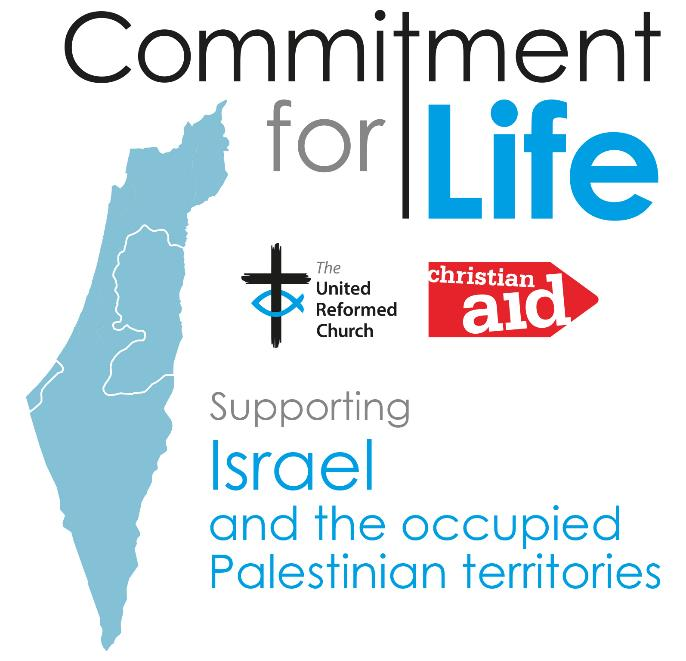 Commitment
for Life
The
United
Reformed
Church
christian
aid
Supporting
Israel
and the occupied
Palestinian territories